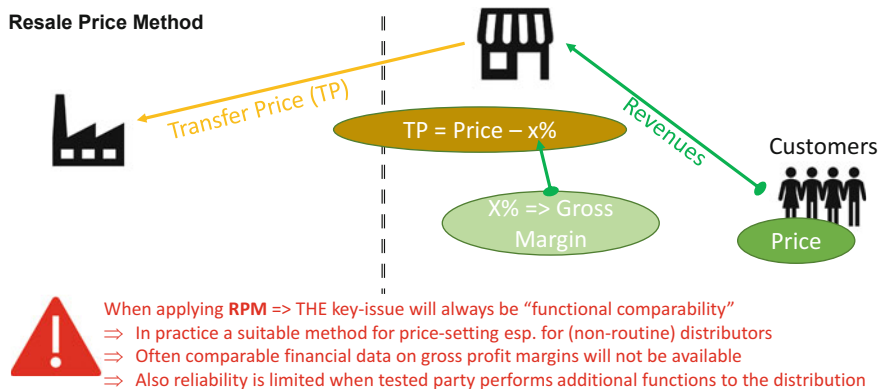 Resale Price Method
Transfer Price (TP)
TP = Price – x%
Revenues
Customers
X% => Gross
Margin
Price
When applying RPM => THE key-issue will always be “functional comparability”
⇒ In practice a suitable method for price-setting esp. for (non-routine) distributors
⇒ Often comparable financial data on gross profit margins will not be available
⇒ Also reliability is limited when tested party performs additional functions to the distribution